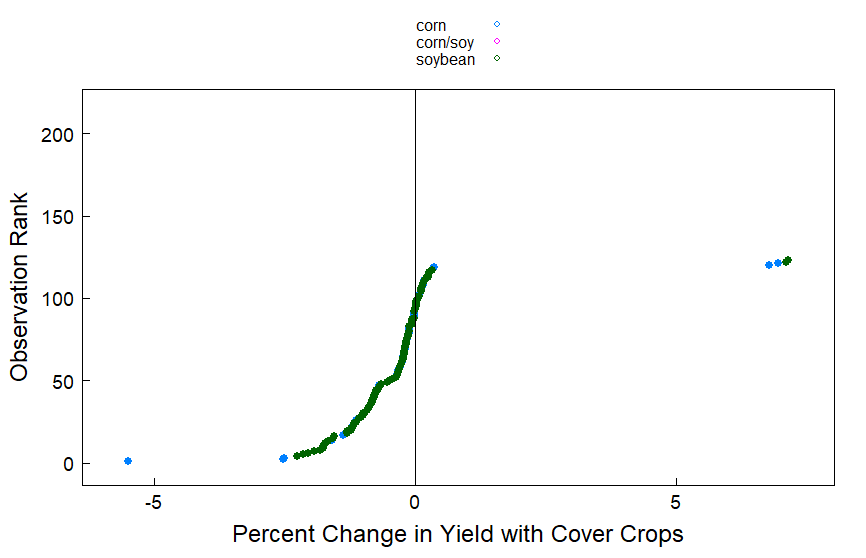 corn
corn/soy
soybean
200
150
100
50
0
Observation Rank
-5
0
5
Percent Change in Yield with Cover Crops